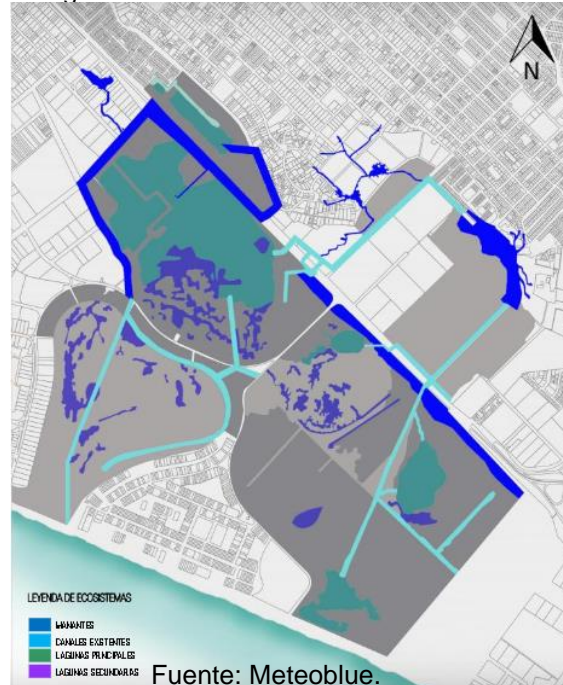 N
LEYENDA DE ECOSISTEMAS
MANANTES
CANALES EXISTENTES
LAGUNAS PRINCIPALES
LAGUNAS SECUNDARIAS
Fuente: Meteoblue.